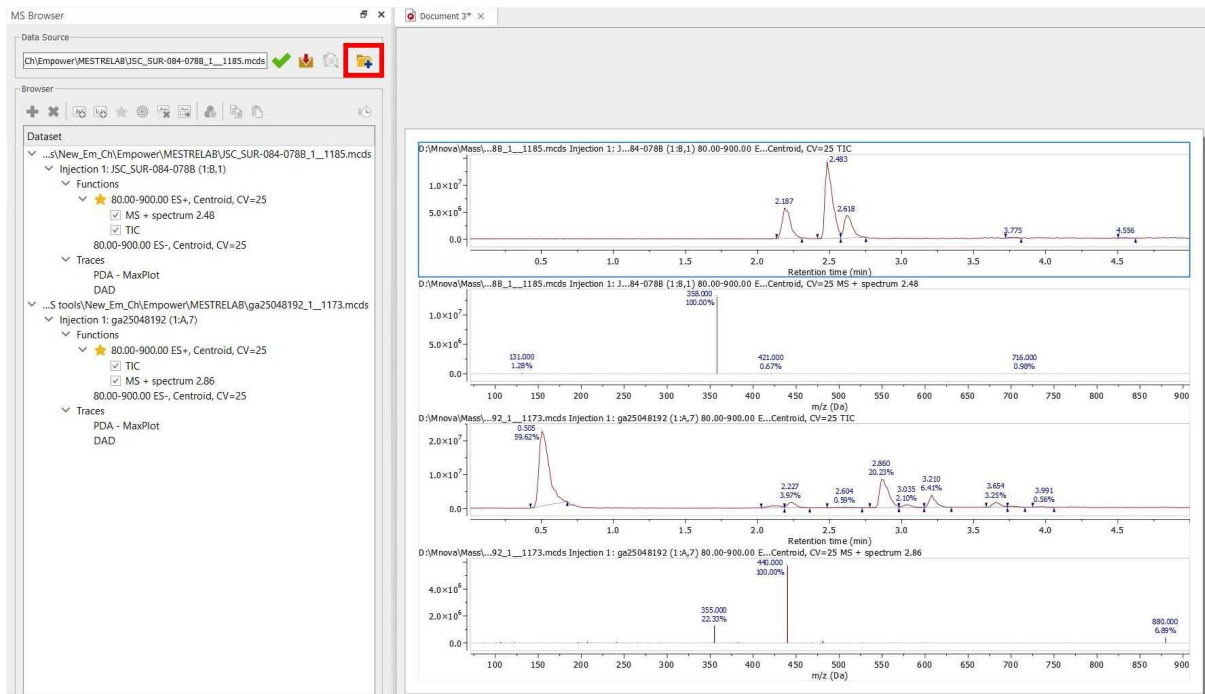 MS Browser
Document 3*
Data Source
Ch\Empower\MESTRELAB\JSC_SUR-084-078B_1__1185.mcds
Browser
Dataset
...s\New_Em_Ch\Empower\MESTRELAB\JSC_SUR-084-078B_1__1185.mcds
Injection 1: JSC_SUR-084-078B (1:B,1)
Functions
80.00-900.00 ES+, Centroid, CV=25
MS + spectrum 2.48
TIC
80.00-900.00 ES-, Centroid, CV=25
Traces
PDA - MaxPlot
DAD
...S tools\New_Em_Ch\Empower\MESTRELAB\ga25048192_1__1173.mcds
Injection 1: ga25048192 (1:A,7)
Functions
80.00-900.00 ES+, Centroid, CV=25
TIC
MS + spectrum 2.86
80.00-900.00 ES-, Centroid, CV=25
Traces
PDA - MaxPlot
DAD
D:\Mnova\Mass\...8B_1__1185.mcds Injection 1: J...84-078B (1:B,1) 80.00-900.00 E...Centroid, CV=25 TIC
2.483
1.0×10⁷
2.187
2.618
5.0×10⁶
3.775 4.556
0.0
0.5 1.0 1.5 2.0 2.5 3.0 3.5 4.0 4.5
Retention time (min)
D:\Mnova\Mass\...8B_1__1185.mcds Injection 1: J...84-078B (1:B,1) 80.00-900.00 E...Centroid, CV=25 MS + spectrum 2.48
358.000
100.00%
1.0×10⁷
5.0×10⁶
131.000 421.000 716.000
1.28% 0.67% 0.98%
0.0
100 150 200 250 300 350 400 450 500 550 600 650 700 750 800 850 900
m/z (Da)
D:\Mnova\Mass\...92_1__1173.mcds Injection 1: ga25048192 (1:A,7) 80.00-900.00 E...Centroid, CV=25 TIC
0.505
59.62%
2.0×10⁷
2.860
20.23%
1.0×10⁷
2.227 2.604 3.035 3.210 3.654 3.991
3.97% 0.59% 2.10% 6.41% 3.25% 0.56%
0.0
0.5 1.0 1.5 2.0 2.5 3.0 3.5 4.0 4.5
Retention time (min)
D:\Mnova\Mass\...92_1__1173.mcds Injection 1: ga25048192 (1:A,7) 80.00-900.00 E...Centroid, CV=25 MS + spectrum 2.86
440.000
100.00%
4.0×10⁶
355.000
22.33%
2.0×10⁶
880.000
6.89%
0.0
100 150 200 250 300 350 400 450 500 550 600 650 700 750 800 850 900
m/z (Da)